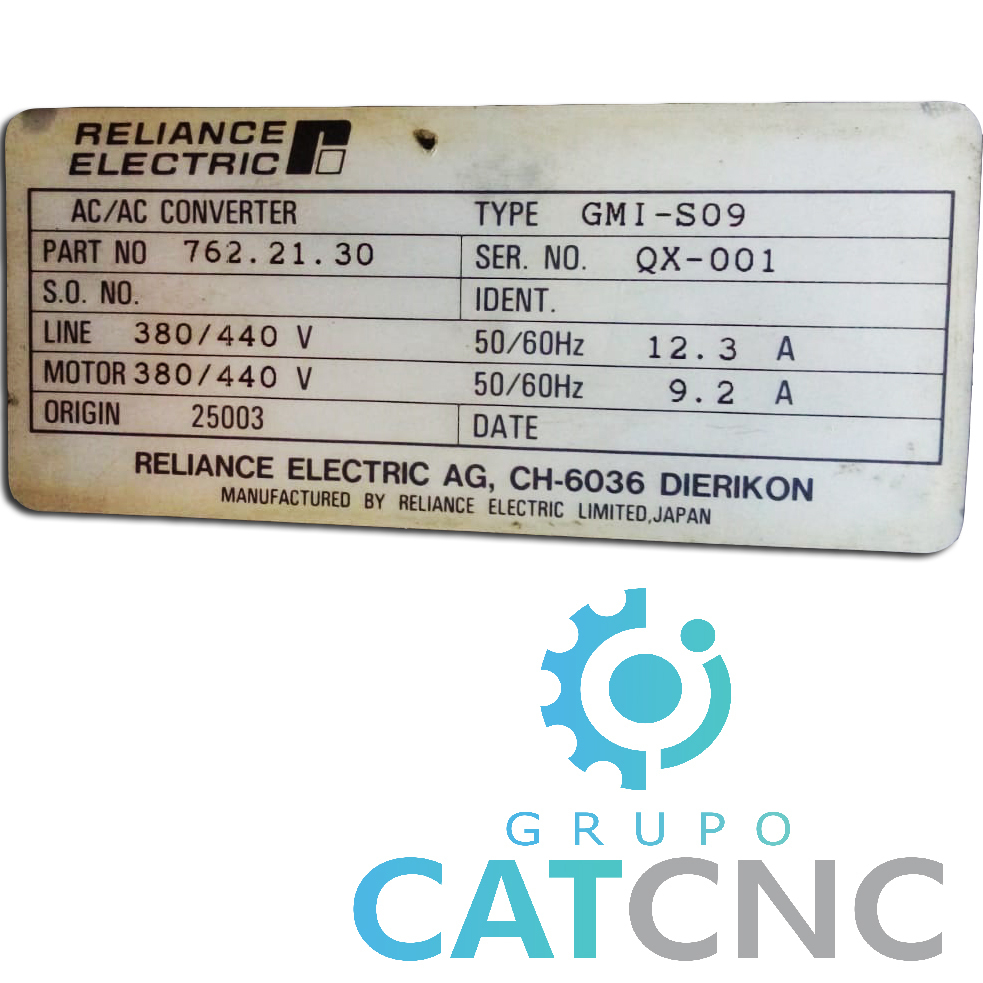 RELIANCE
ELECTRIC
AC/AC CONVERTER TYPE GMI-S09
PART NO 762.21.30 SER. NO. QX-001
S.O. NO. IDENT.
LINE 380/440 V 50/60Hz 12.3 A
MOTOR 380/440 V 50/60Hz 9.2 A
ORIGIN 25003 DATE
RELIANCE ELECTRIC AG, CH-6036 DIERIKON
MANUFACTURED BY RELIANCE ELECTRIC LIMITED,JAPAN
GRUPO
CATCNC